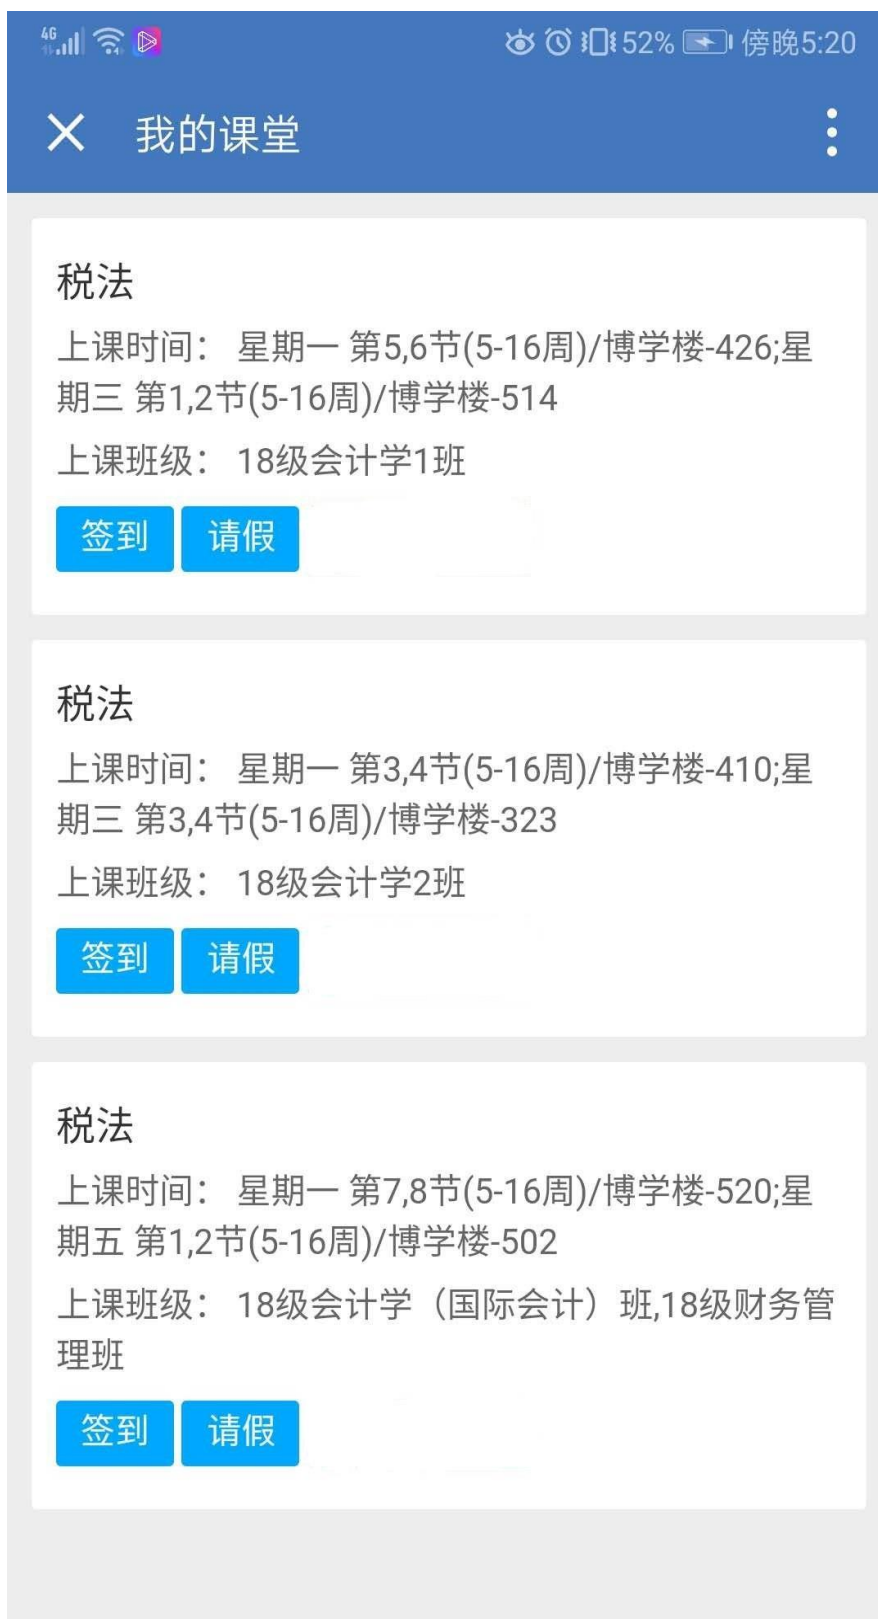 4G 52% 傍晚5:20
我的课堂
税法
上课时间： 星期一 第5,6节(5-16周)/博学楼-426;星
期三 第1,2节(5-16周)/博学楼-514
上课班级： 18级会计学1班
签到 请假
税法
上课时间： 星期一 第3,4节(5-16周)/博学楼-410;星
期三 第3,4节(5-16周)/博学楼-323
上课班级： 18级会计学2班
签到 请假
税法
上课时间： 星期一 第7,8节(5-16周)/博学楼-520;星
期五 第1,2节(5-16周)/博学楼-502
上课班级： 18级会计学（国际会计）班,18级财务管
理班
签到 请假